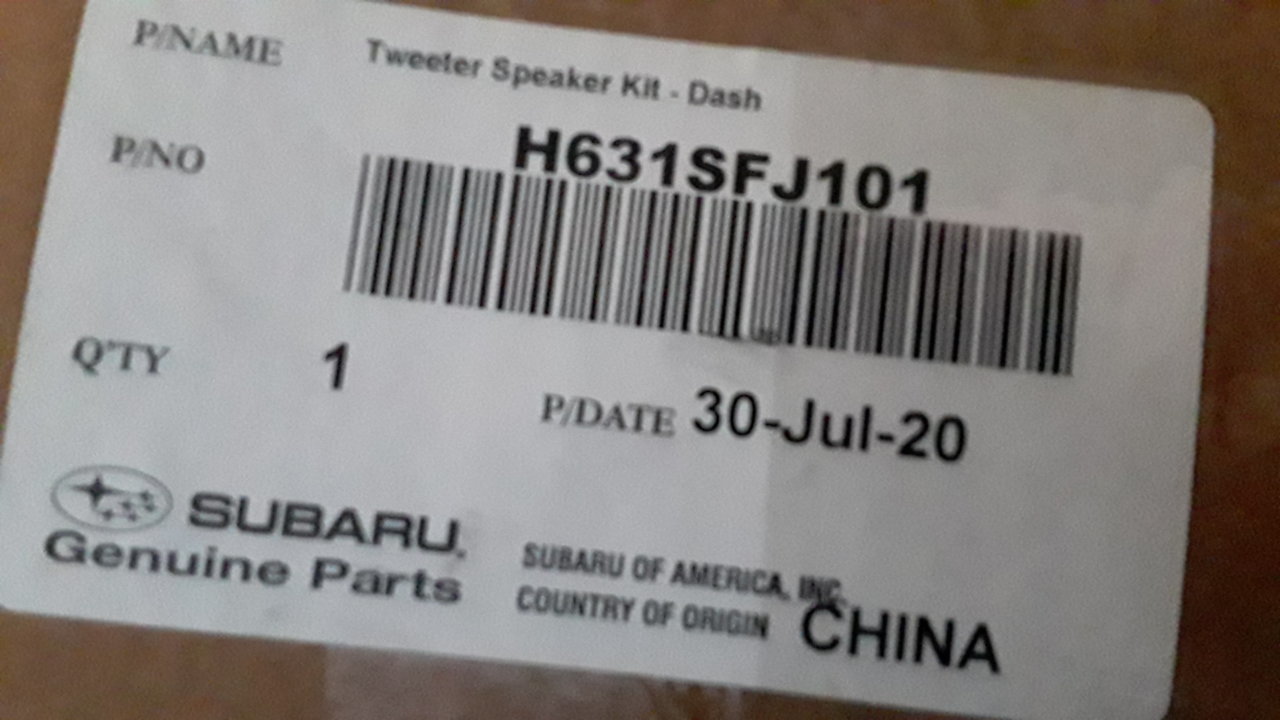 P/NAME Tweeter Speaker Kit - Dash
P/NO H631SFJ101
Q'TY 1 P/DATE 30-Jul-20
SUBARU.
Genuine Parts
SUBARU OF AMERICA, INC.
COUNTRY OF ORIGIN CHINA